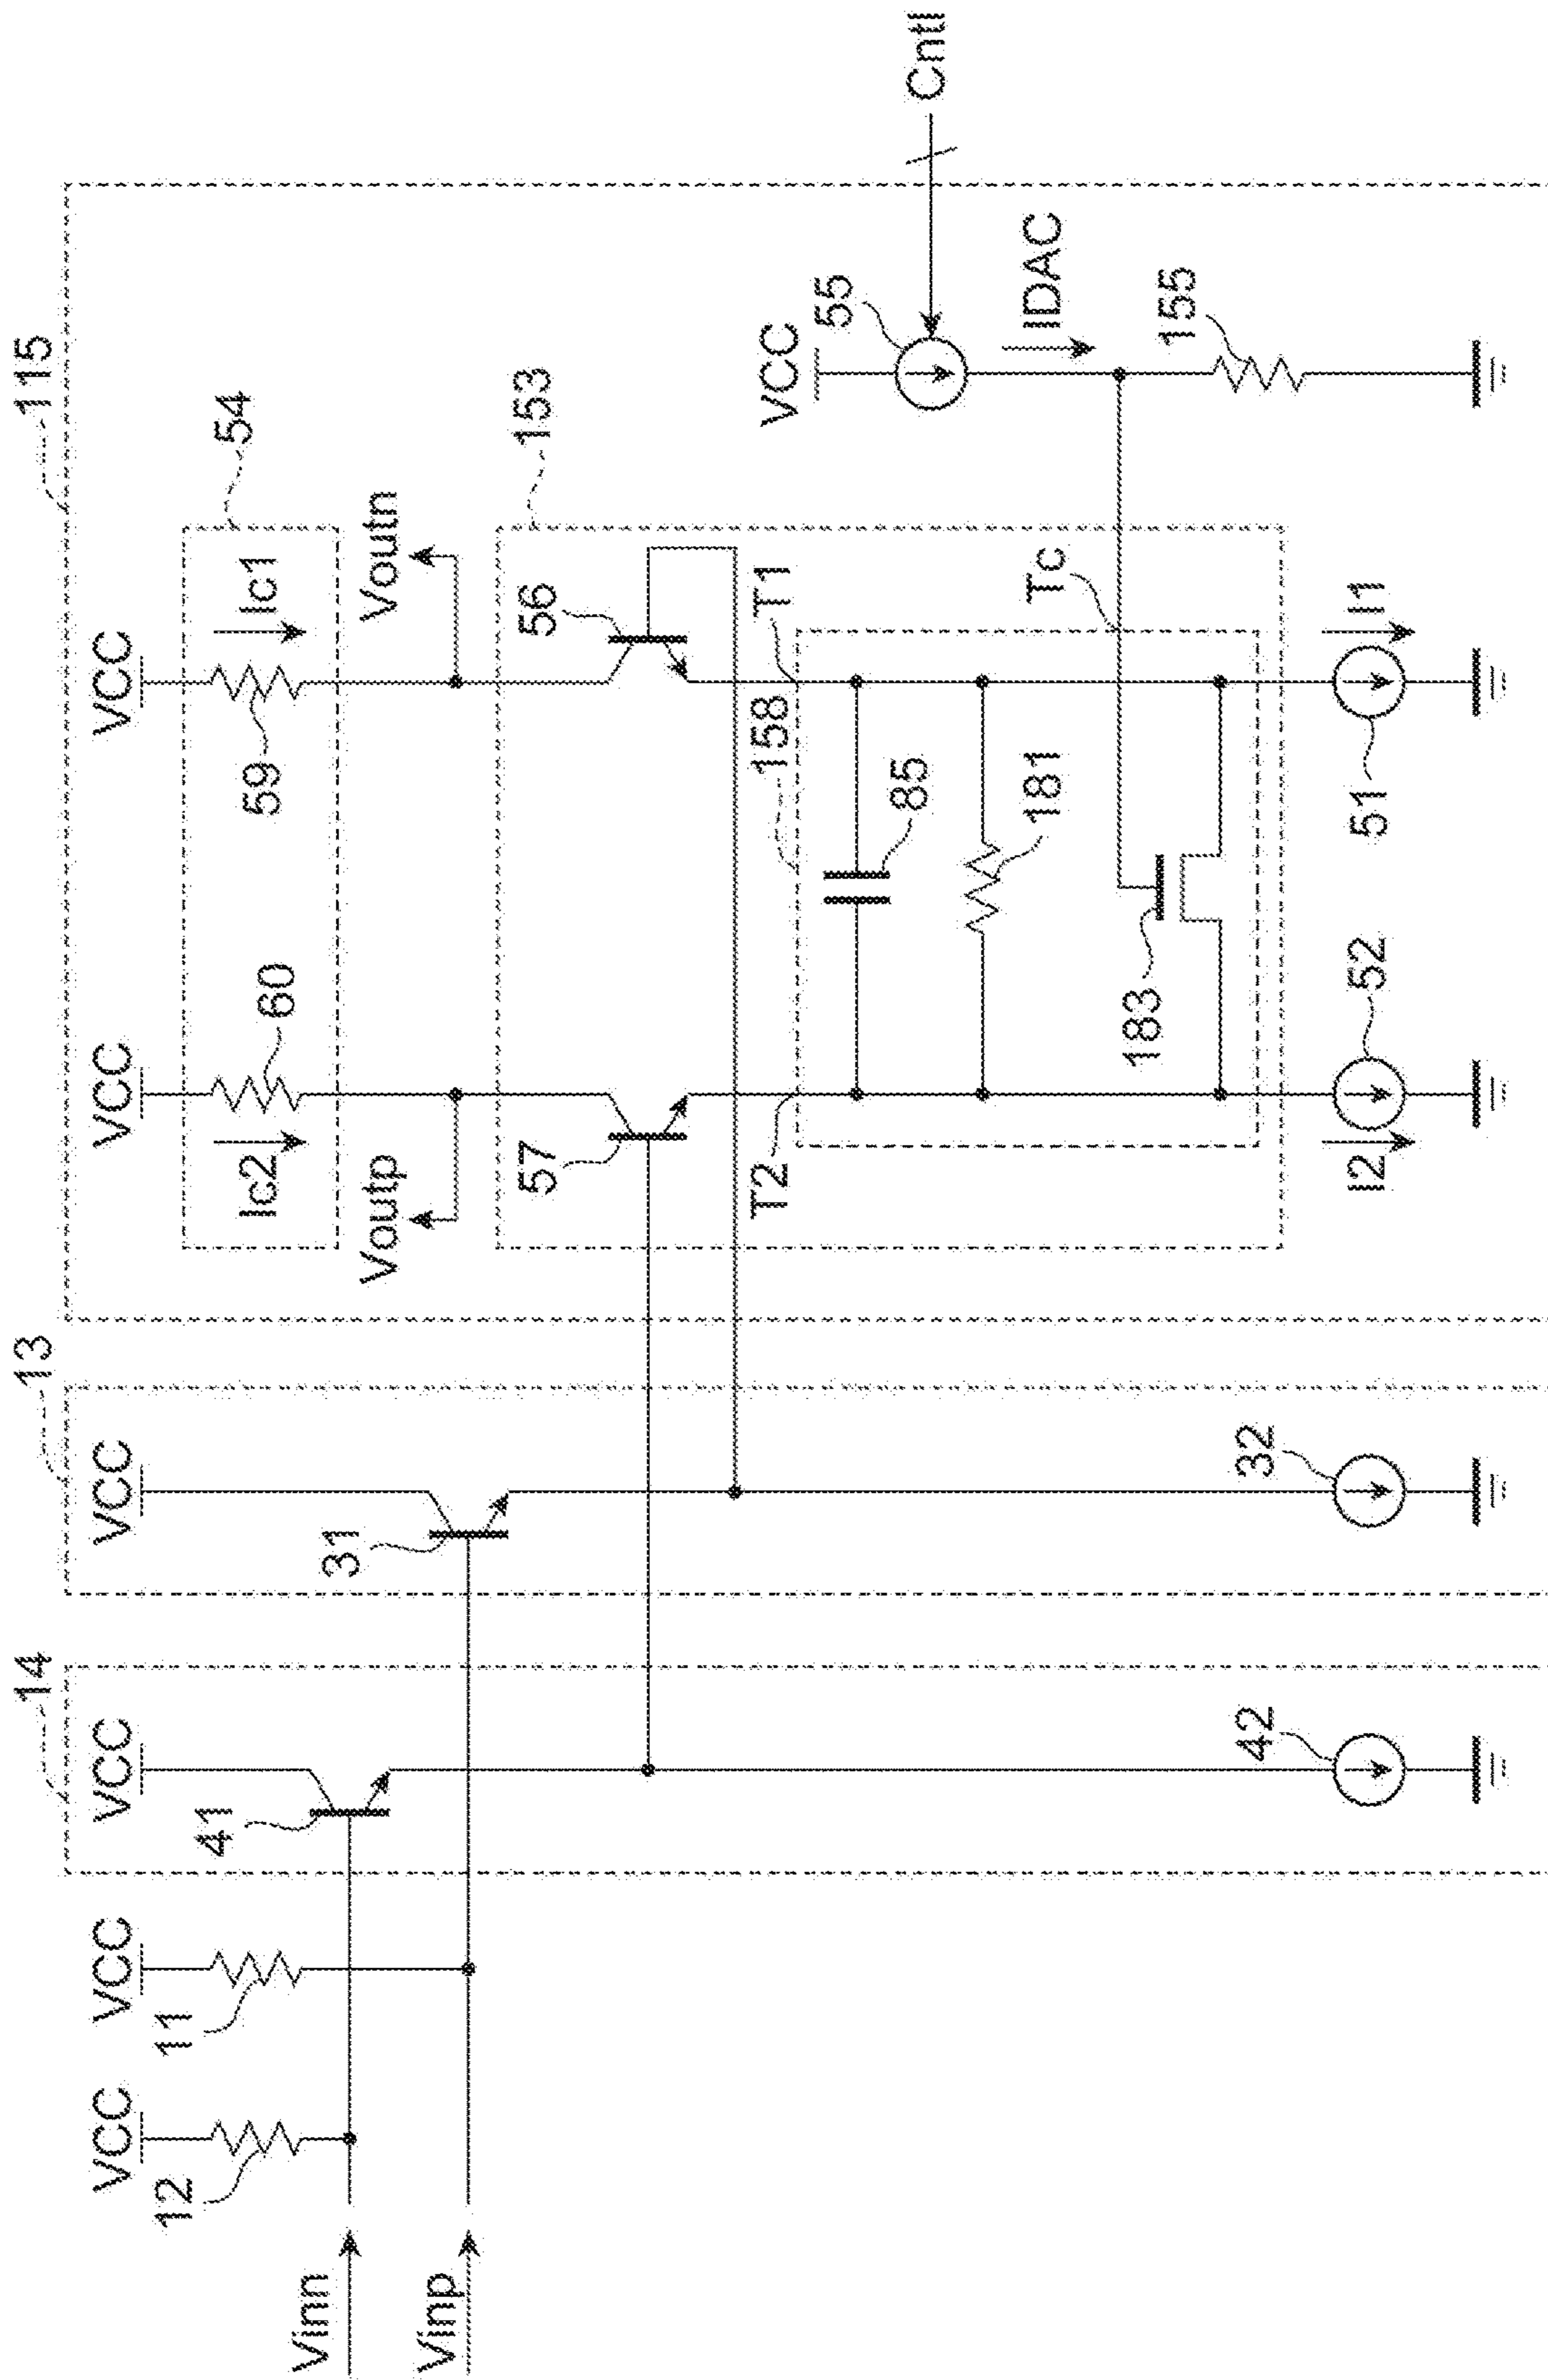 115
13
14
54
VCC
VCC
VCC
VCC
VCC
VCC
Ic2
60
59
Ic1
12
11
41
31
Voutp
Voutn
153
57
56
VCC
55
Cntl
Vinn
Vinp
T2
158
T1
85
IDAC
181
Tc
183
155
42
32
I2
52
51
I1